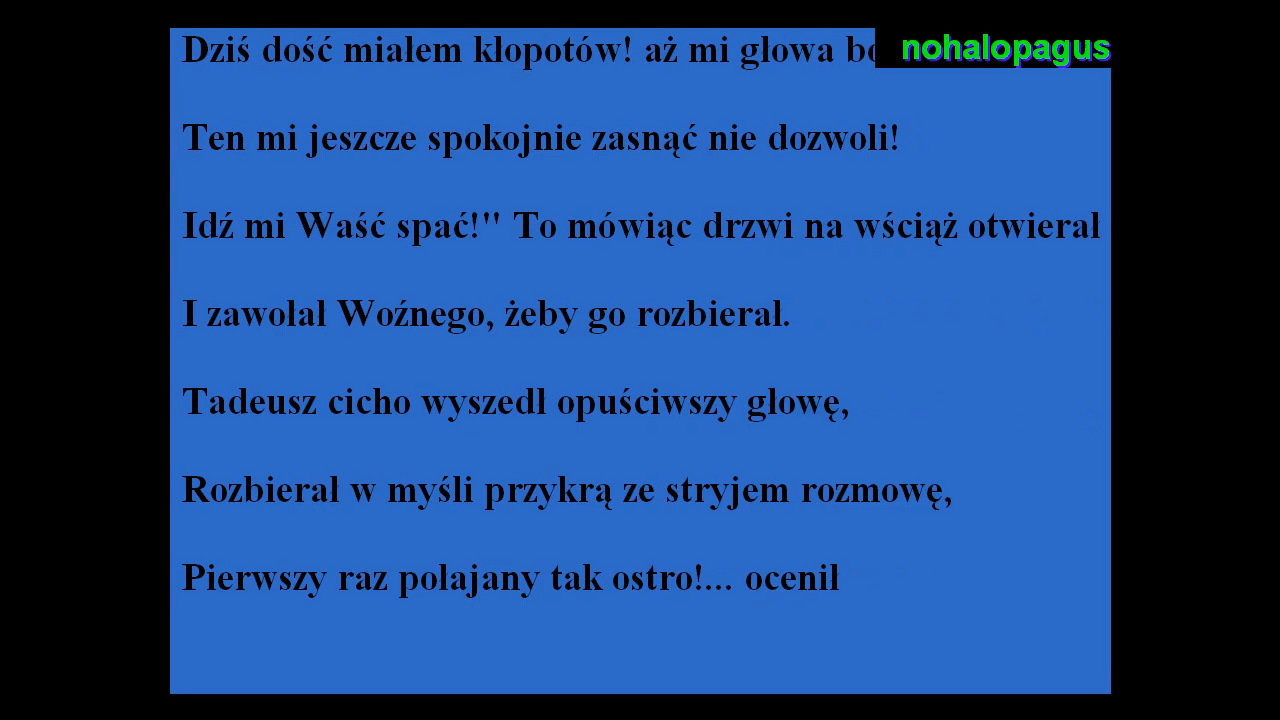 Dziś dość miałem kłopotów! aż mi głowa
nohalopagus
Ten mi jeszcze spokojnie zasnąć nie dozwoli!
Idź mi Waść spać!" To mówiąc drzwi na wściąż otwierał
I zawołał Woźnego, żeby go rozbierał.
Tadeusz cicho wyszedł opuściwszy głowę,
Rozbierał w myśli przykrą ze stryjem rozmowę,
Pierwszy raz połajany tak ostro!... ocenił